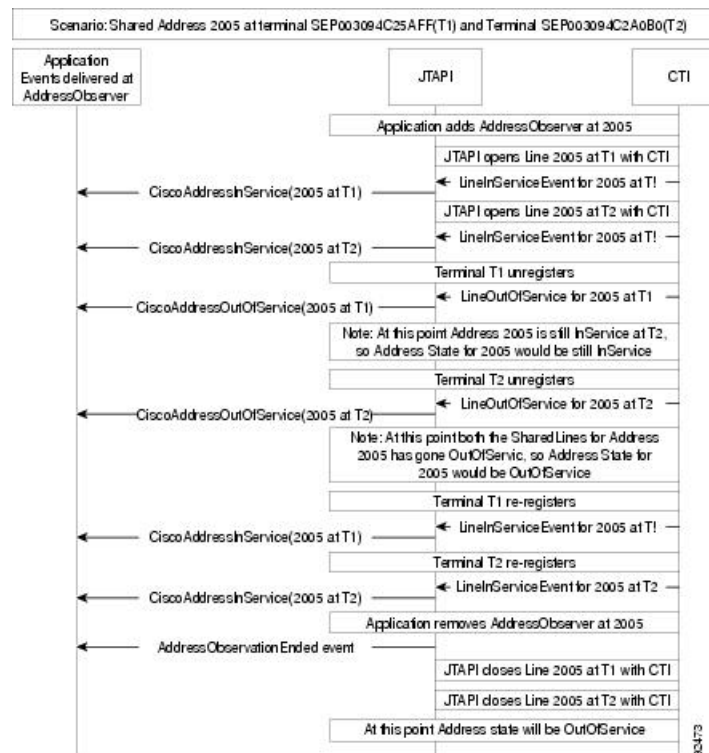 Scenario: Shared Address 2005 at terminal SEP003094C25AFF(T1) and Terminal SEP003094C2A0B0(T2)
Application
Events delivered at
AddressObserver
JTAPI
CTI
Application adds AddressObserver at 2005
JTAPI opens Line 2005 at T1 with CTI
LineInServiceEvent for 2005 at T!
CiscoAddressInService(2005 at T1)
JTAPI opens Line 2005 at T2 with CTI
LineInServiceEvent for 2005 at T!
CiscoAddressInService(2005 at T2)
Terminal T1 unregisters
LineOutOfService for 2005 at T1
CiscoAddressOutOfService(2005 at T1)
Note: At this point Address 2005 is still InService at T2,
so Address State for 2005 would be still InService
Terminal T2 unregisters
LineOutOfService for 2005 at T2
CiscoAddressOutOfService(2005 at T2)
Note: At this point both the SharedLines for Address
2005 has gone OutOfServic, so Address State for
2005 would be OutOfService
Terminal T1 re-registers
LineInServiceEvent for 2005 at T!
CiscoAddressInService(2005 at T1)
Terminal T2 re-registers
LineInServiceEvent for 2005 at T2
CiscoAddressInService(2005 at T2)
Application removes AddressObserver at 2005
AddressObservationEnded event
JTAPI closes Line 2005 at T1 with CTI
JTAPI closes Line 2005 at T2 with CTI
At this point Address state will be OutOfService